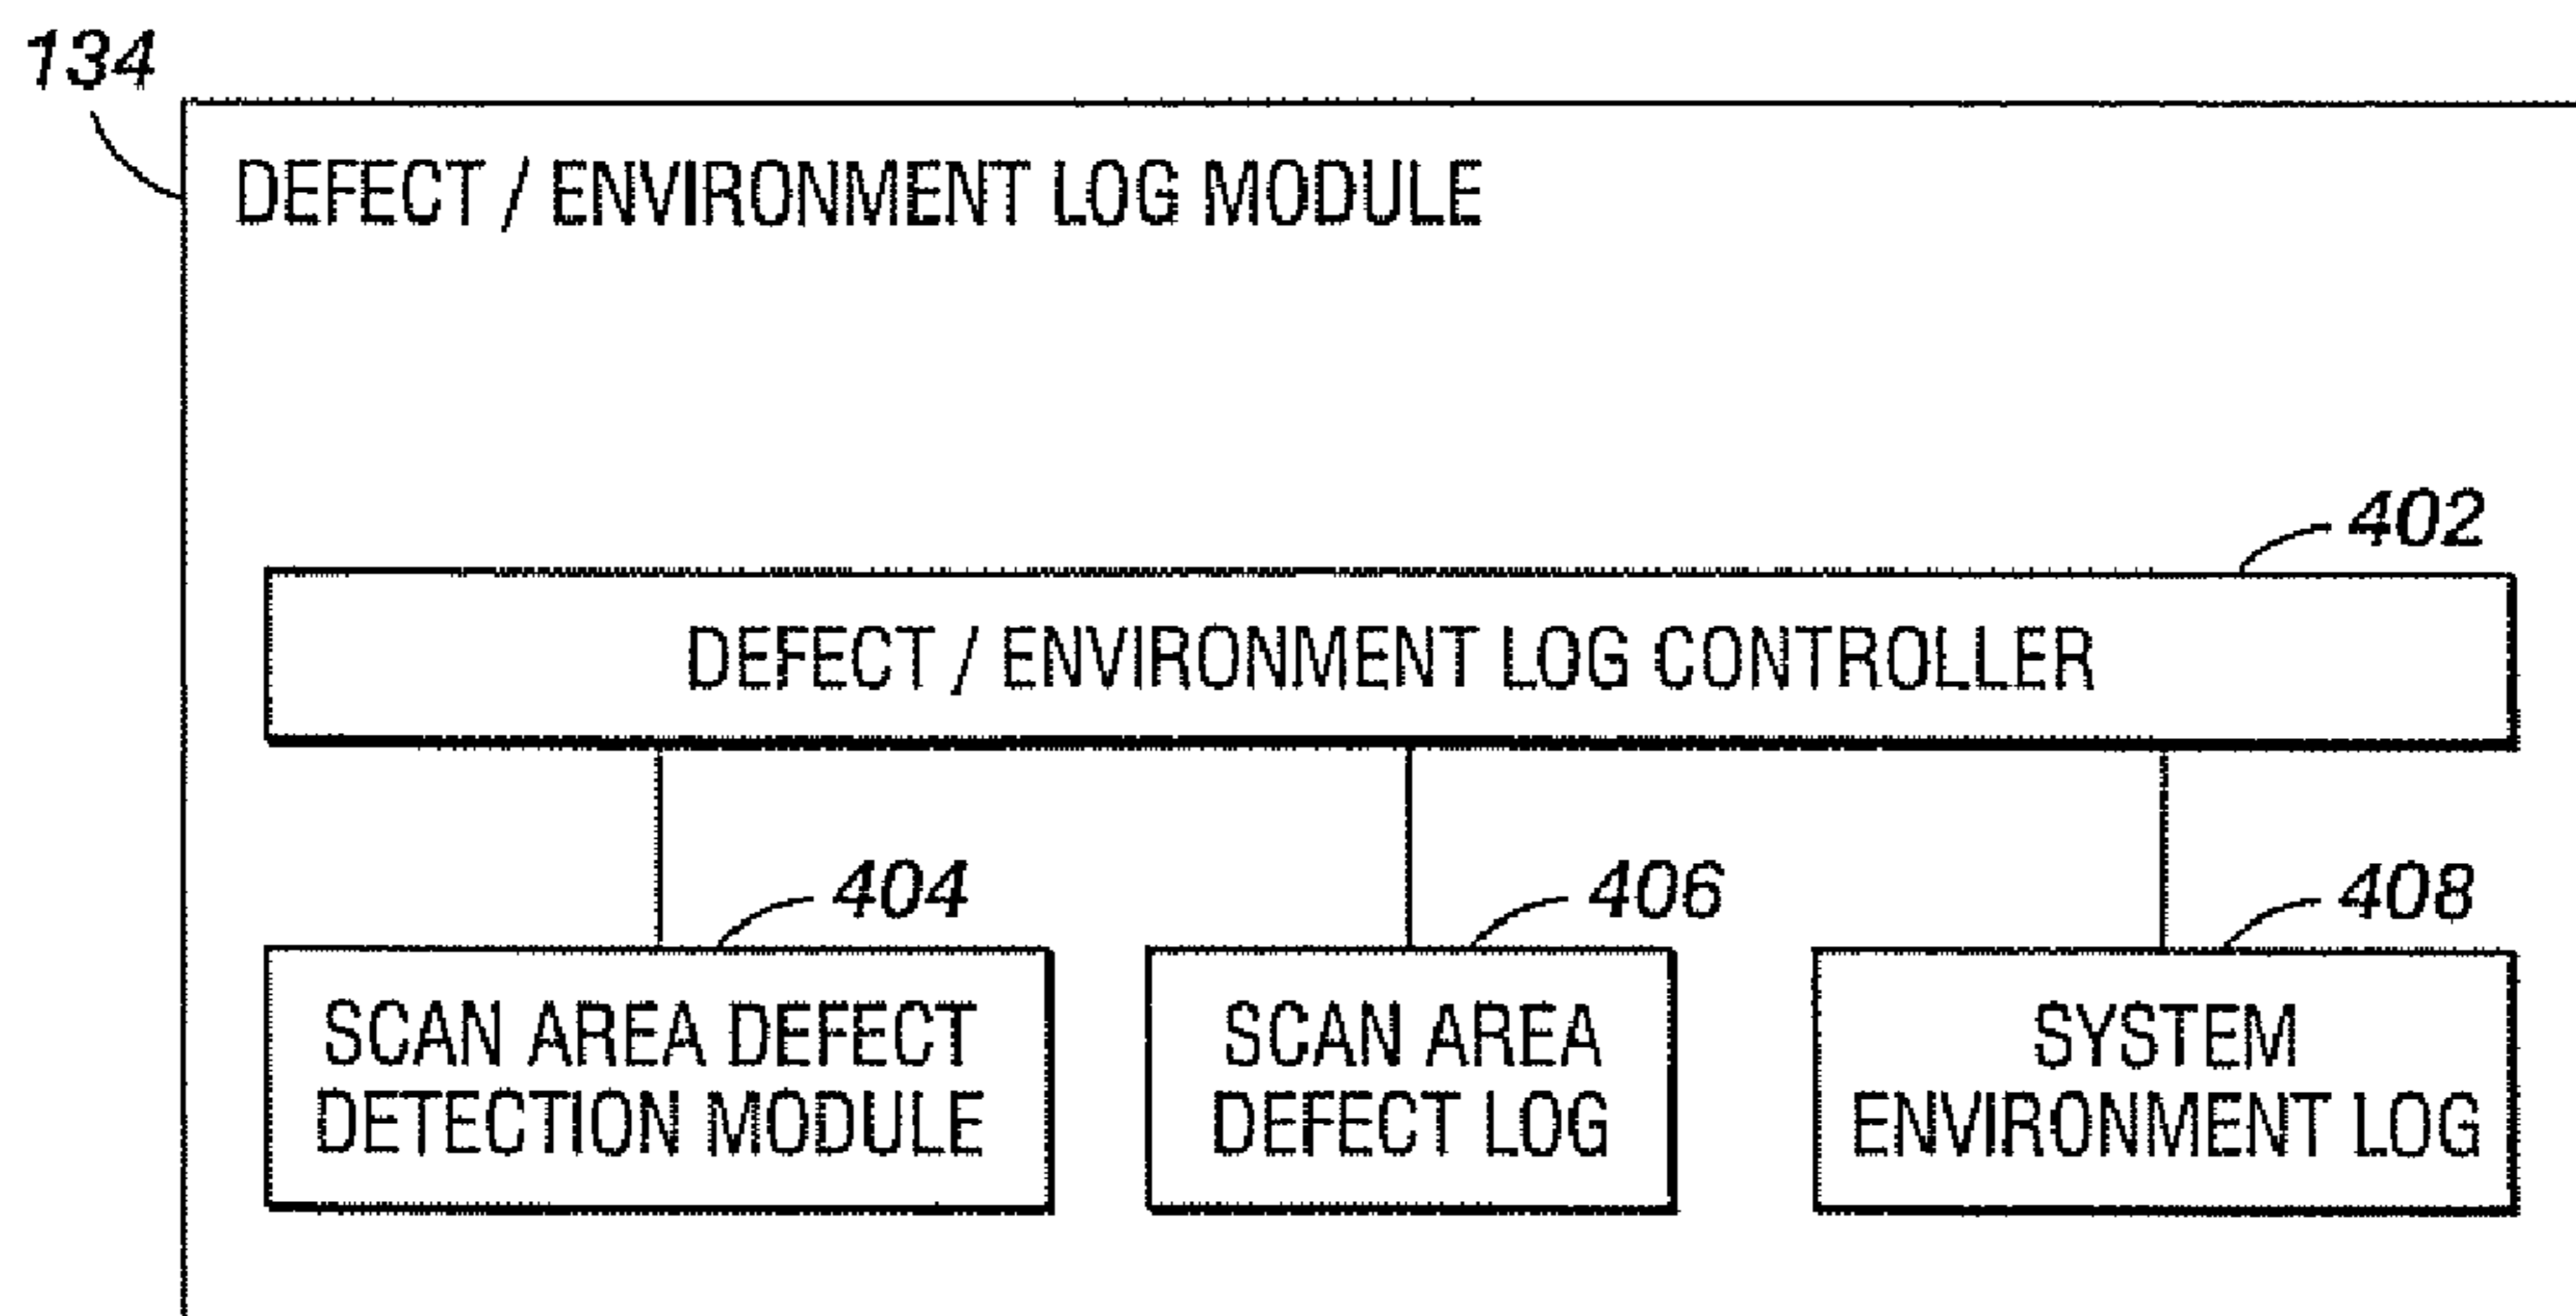 134
DEFECT / ENVIRONMENT LOG MODULE
402
DEFECT / ENVIRONMENT LOG CONTROLLER
404
SCAN AREA DEFECT
DETECTION MODULE
406
SCAN AREA
DEFECT LOG
408
SYSTEM
ENVIRONMENT LOG